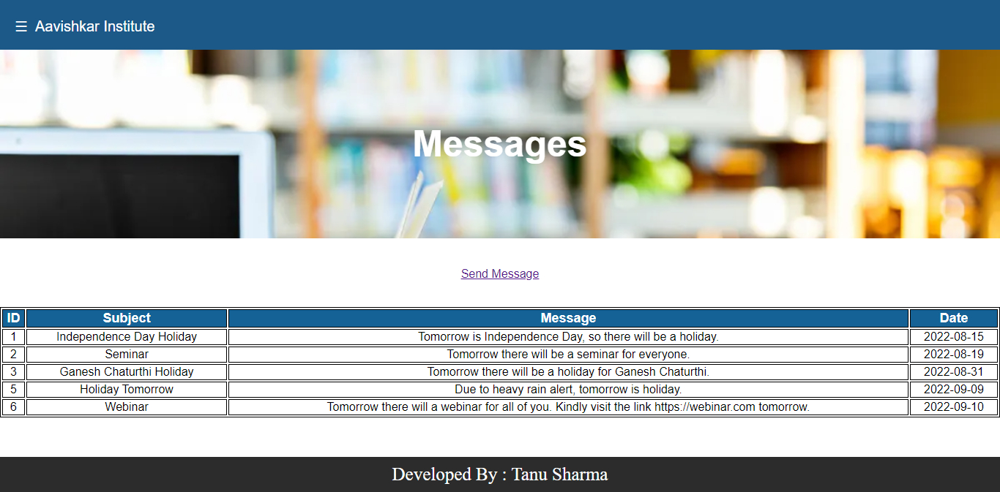 ☰ Aavishkar Institute
Messages
Send Message
ID Subject Message Date
1 Independence Day Holiday Tomorrow is Independence Day, so there will be a holiday. 2022-08-15
2 Seminar Tomorrow there will be a seminar for everyone. 2022-08-19
3 Ganesh Chaturthi Holiday Tomorrow there will be a holiday for Ganesh Chaturthi. 2022-08-31
5 Holiday Tomorrow Due to heavy rain alert, tomorrow is holiday. 2022-09-09
6 Webinar Tomorrow there will a webinar for all of you. Kindly visit the link https://webinar.com tomorrow. 2022-09-10
Developed By : Tanu Sharma